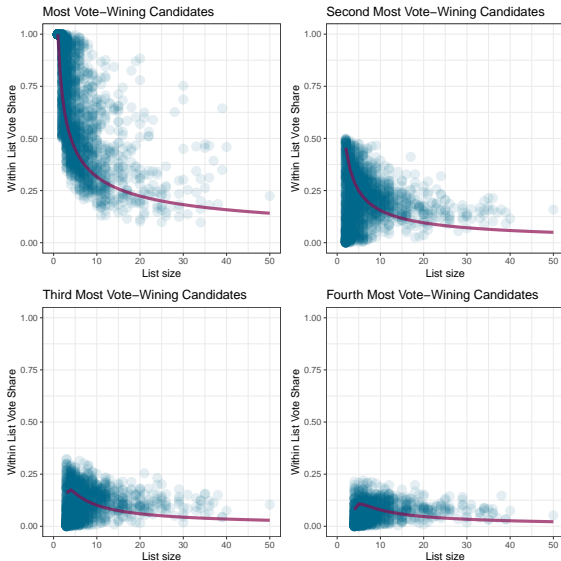 Most Vote−Wining Candidates
Second Most Vote−Wining Candidates
1.00
0.75
0.50
0.25
0.00
Within List Vote Share
0 10 20 30 40 50
List size
1.00
0.75
0.50
0.25
0.00
Within List Vote Share
0 10 20 30 40 50
List size
Third Most Vote−Wining Candidates
Fourth Most Vote−Wining Candidates
1.00
0.75
0.50
0.25
0.00
Within List Vote Share
0 10 20 30 40 50
List size
1.00
0.75
0.50
0.25
0.00
Within List Vote Share
0 10 20 30 40 50
List size